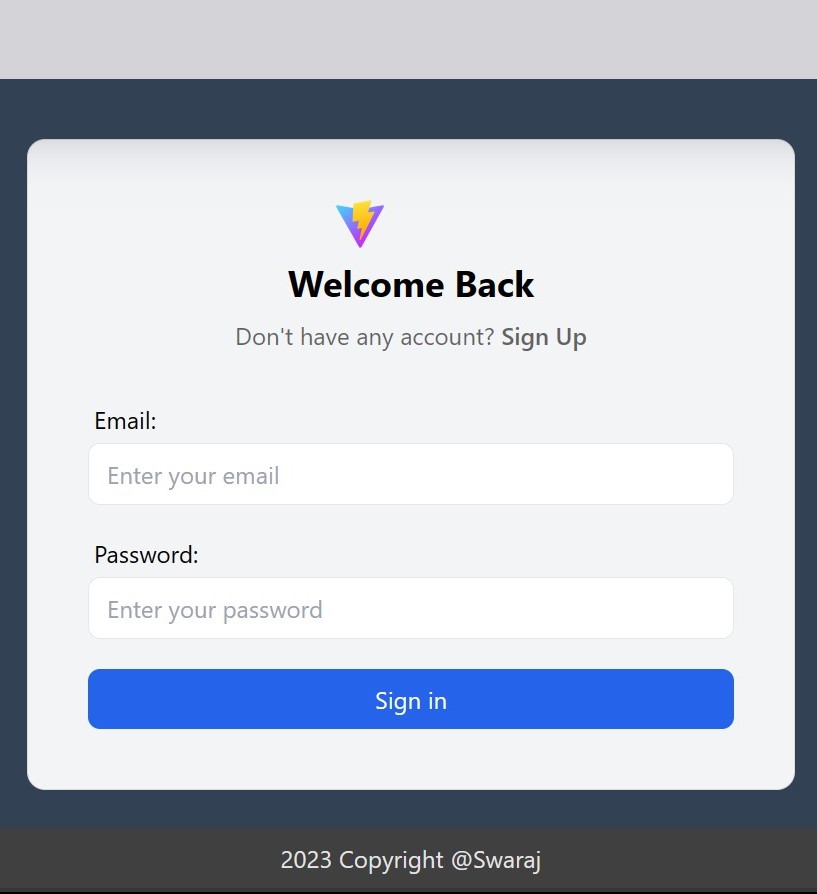 Welcome Back
Don't have any account? Sign Up
Email:
Enter your email
Password:
Enter your password
Sign in
2023 Copyright @Swaraj